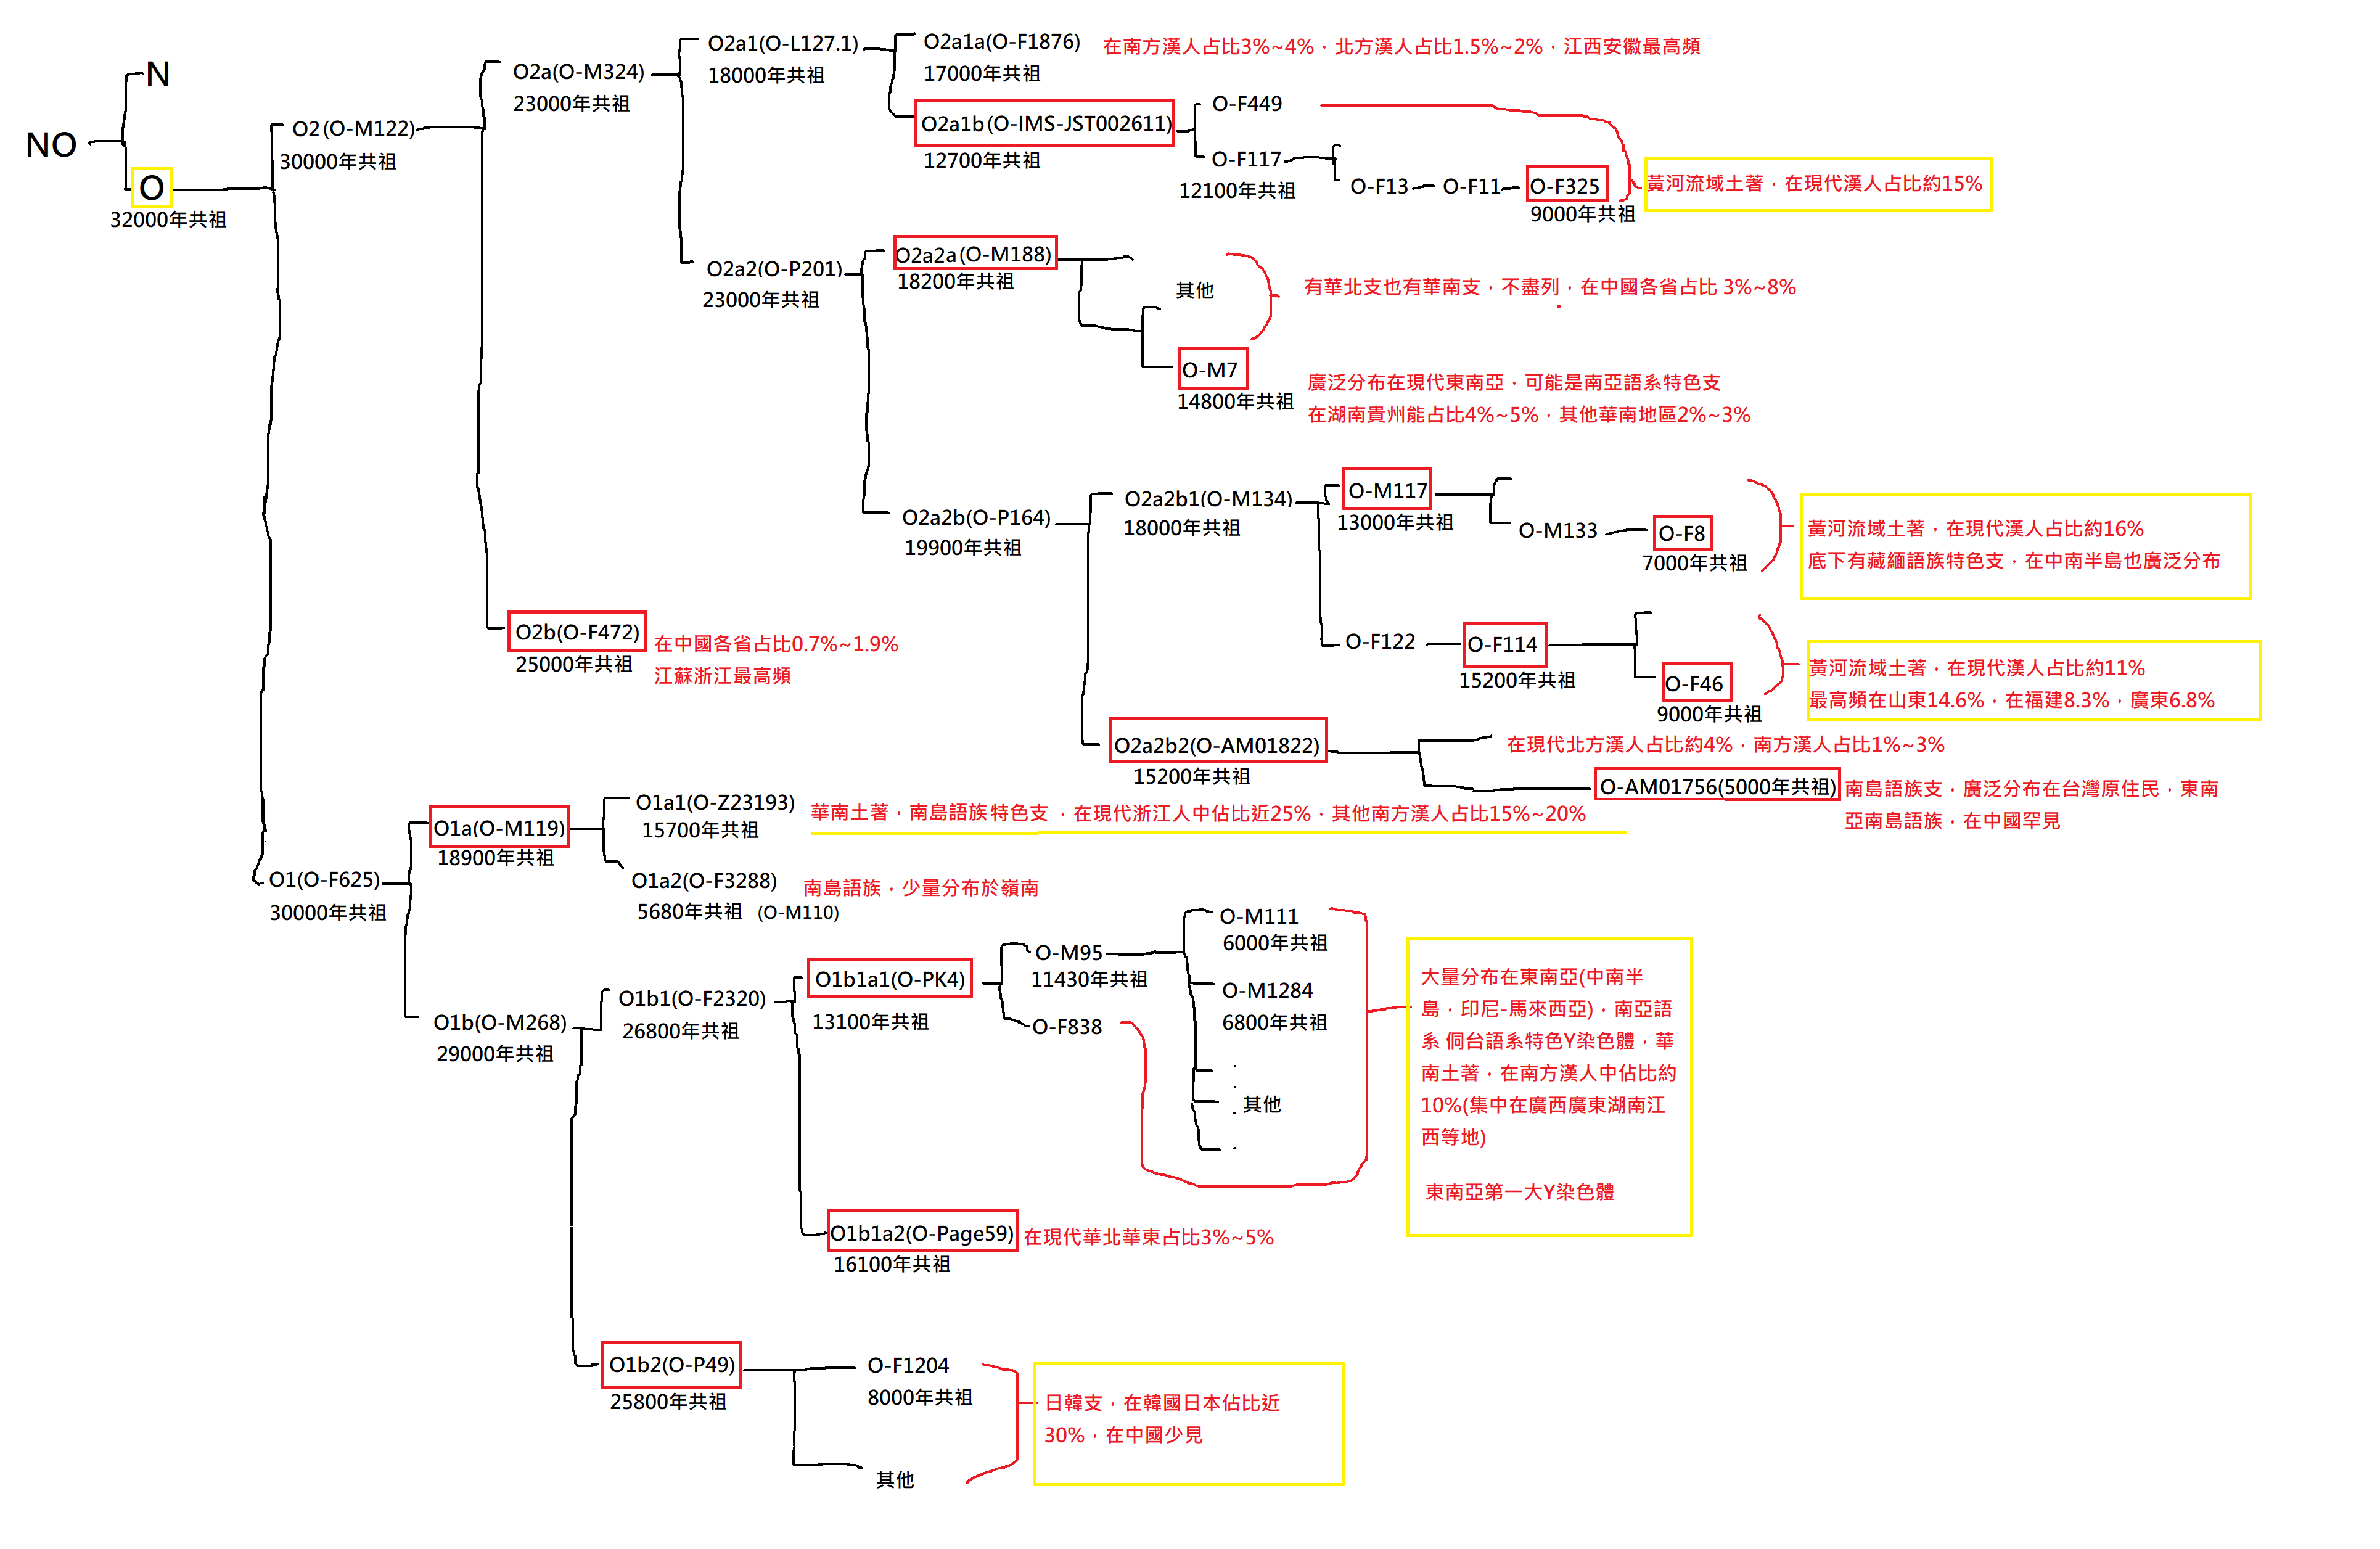 NO
N
O
32000年共祖
O2(O-M122)
30000年共祖
O2a(O-M324)
23000年共祖
O2a1(O-L127.1)
18000年共祖
O2a1a(O-F1876)
17000年共祖
在南方漢人占比3%~4%，北方漢人占比1.5%~2%，江西安徽最高頻
O2a1b(O-IMS-JST002611)
12700年共祖
O-F449
O-F117
12100年共祖
O-F13
O-F11
O-F325
9000年共祖
黃河流域土著，在現代漢人占比約15%
O2a2(O-P201)
23000年共祖
O2a2a(O-M188)
18200年共祖
其他
有華北支也有華南支，不盡列，在中國各省占比 3%~8%
O-M7
14800年共祖
廣泛分布在現代東南亞，可能是南亞語系特色支
在湖南貴州能占比4%~5%，其他華南地區2%~3%
O2a2b(O-P164)
19900年共祖
O2a2b1(O-M134)
18000年共祖
O-M117
13000年共祖
O-M133
O-F8
7000年共祖
黃河流域土著，在現代漢人占比約16%
底下有藏緬語族特色支，在中南半島也廣泛分布
O-F122
O-F114
15200年共祖
O-F46
9000年共祖
黃河流域土著，在現代漢人占比約11%
最高頻在山東14.6%，在福建8.3%，廣東6.8%
O2a2b2(O-AM01822)
15200年共祖
在現代北方漢人占比約4%，南方漢人占比1%~3%
O-AM01756(5000年共祖)
南島語族支，廣泛分布在台灣原住民，東南
亞南島語族，在中國罕見
O2b(O-F472)
25000年共祖
在中國各省占比0.7%~1.9%
江蘇浙江最高頻
O1(O-F625)
30000年共祖
O1a(O-M119)
18900年共祖
O1a1(O-Z23193)
15700年共祖
華南土著，南島語族特色支，在現代浙江人中佔比近25%，其他南方漢人占比15%~20%
O1a2(O-F3288)
5680年共祖 (O-M110)
南島語族，少量分布於嶺南
O1b(O-M268)
29000年共祖
O1b1(O-F2320)
26800年共祖
O1b1a1(O-PK4)
13100年共祖
O-M95
11430年共祖
O-F838
O-M111
6000年共祖
O-M1284
6800年共祖
其他
大量分布在東南亞(中南半
島，印尼-馬來西亞)，南亞語
系 侗台語系特色Y染色體，華
南土著，在南方漢人中佔比約
10%(集中在廣西廣東湖南江
西等地)
東南亞第一大Y染色體
O1b1a2(O-Page59)
16100年共祖
在現代華北華東占比3%~5%
O1b2(O-P49)
25800年共祖
O-F1204
8000年共祖
其他
日韓支，在韓國日本佔比近
30%，在中國少見